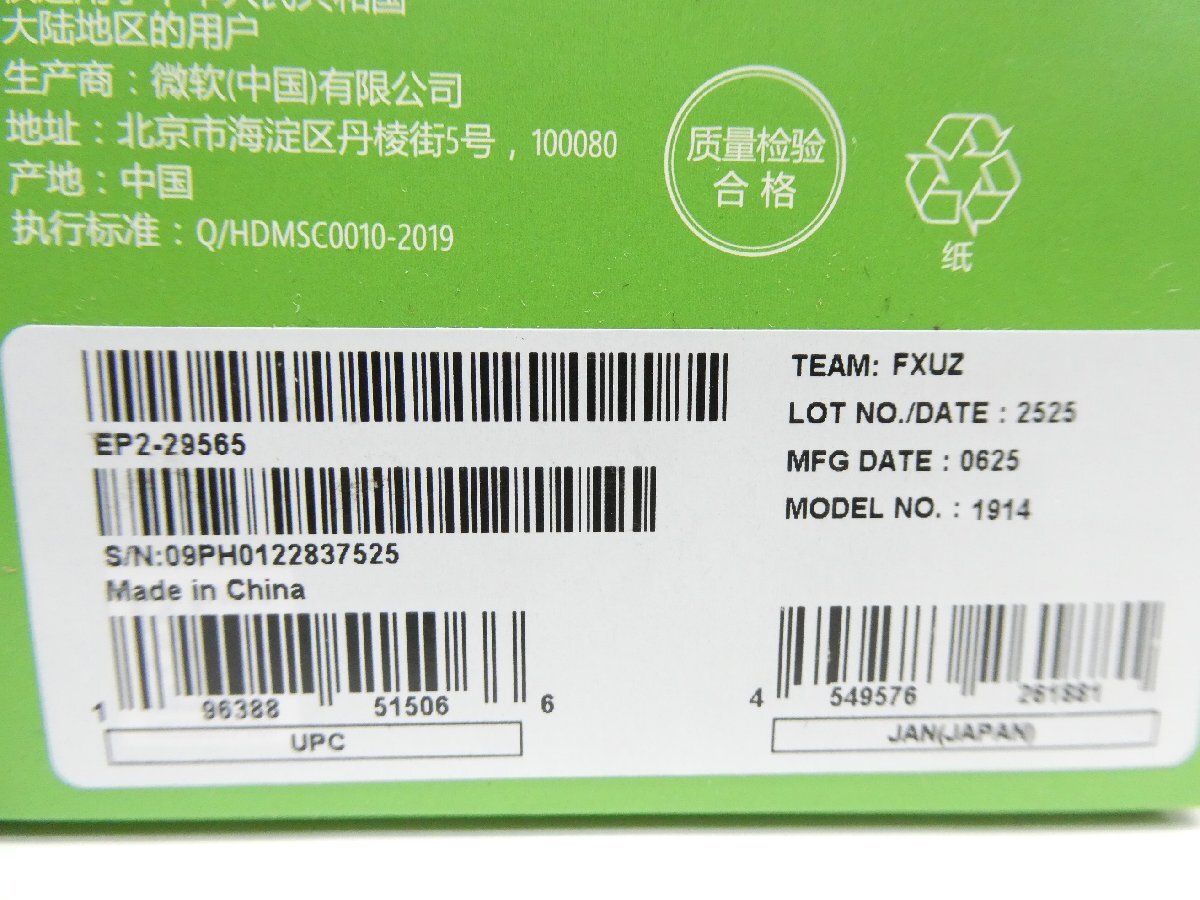 大陆地区的用户
生产商：微软(中国)有限公司
地址：北京市海淀区丹棱街5号，100080
产地：中国
执行标准：Q/HDMSC0010-2019
质量检验
合格
纸
EP2-29565
S/N:09PH0122837525
Made in China
TEAM: FXUZ
LOT NO./DATE : 2525
MFG DATE : 0625
MODEL NO. : 1914
1 96388 51506 6
UPC
4 549576 261881
JAN(JAPAN)